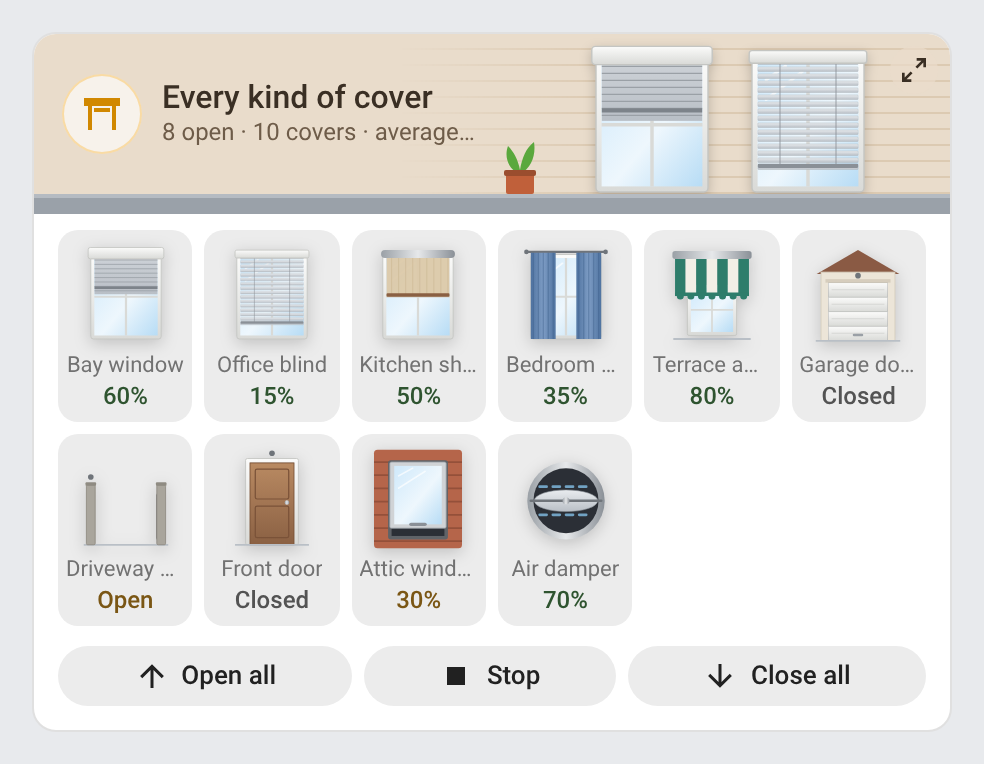 Every kind of cover
8 open · 10 covers · average…
Bay window
60%
Office blind
15%
Kitchen sh…
50%
Bedroom …
35%
Terrace a…
80%
Garage do…
Closed
Driveway …
Open
Front door
Closed
Attic wind…
30%
Air damper
70%
Open all
Stop
Close all